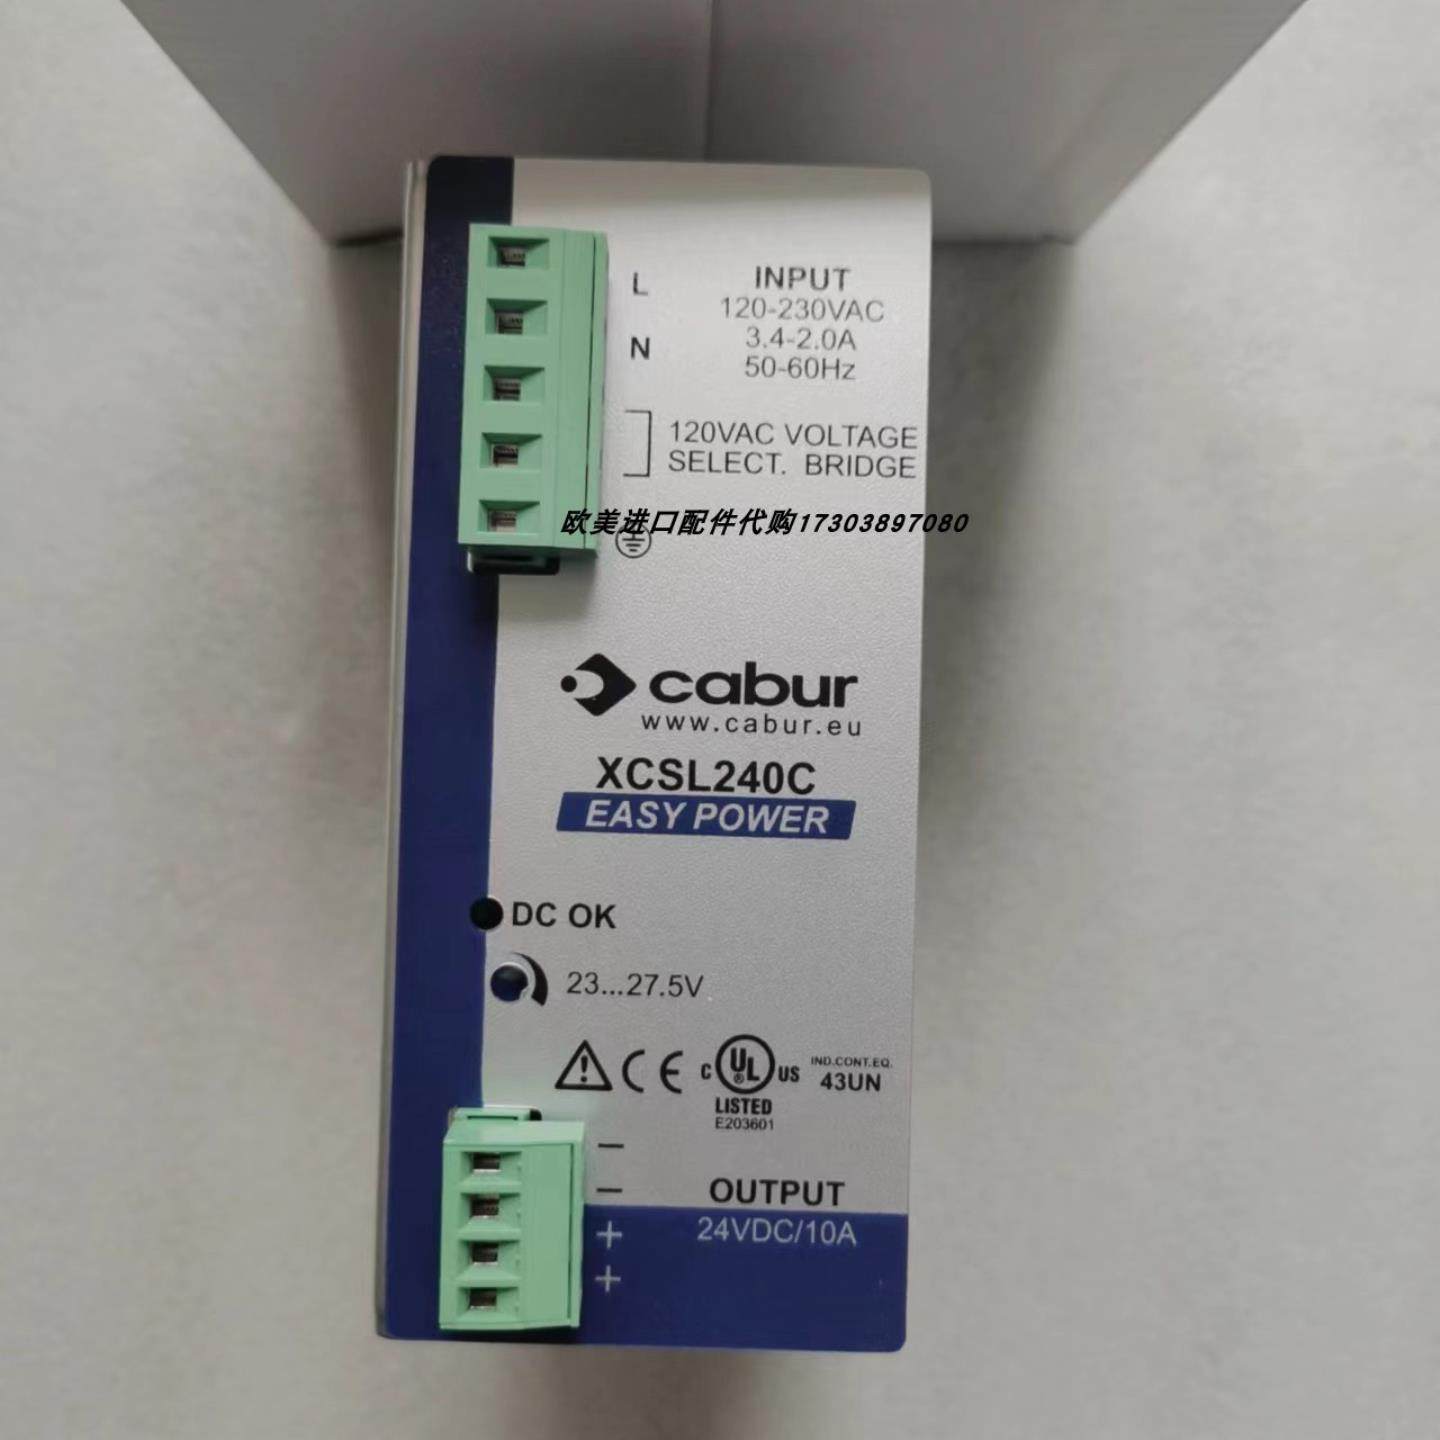 L
INPUT
120-230VAC
3.4-2.0A
N
50-60Hz
120VAC VOLTAGE
SELECT. BRIDGE
欧美进口配件代购17303897080
cabur
www.cabur.eu
XCSL240C
EASY POWER
DC OK
23...27.5V
CE
C UL US
®
LISTED
E203601
IND.CONT.EQ.
43UN
−
−
OUTPUT
+
24VDC/10A
+